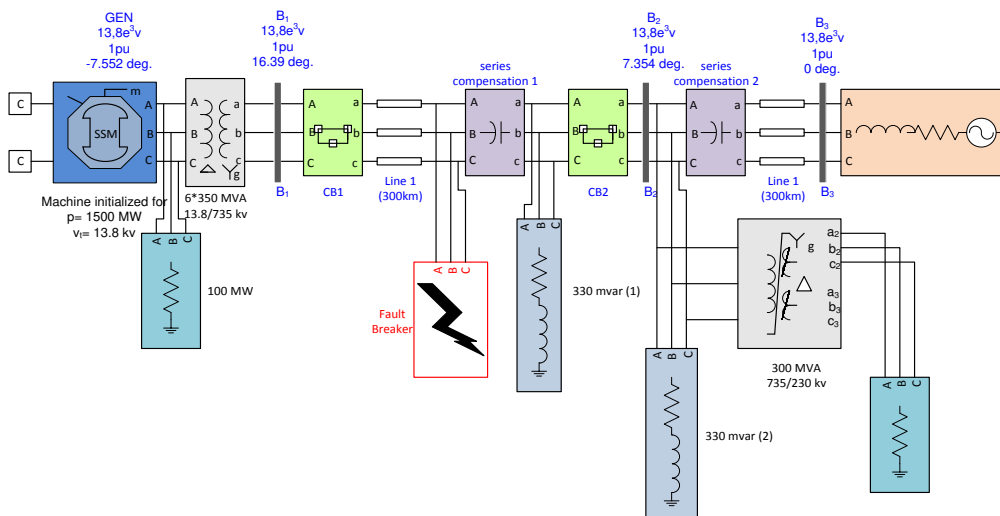 GEN
13,8e³v
1pu
-7.552 deg.
B₁
13,8e³v
1pu
16.39 deg.
series
compensation 1
B₂
13,8e³v
1pu
7.354 deg.
series
compensation 2
B₃
13,8e³v
1pu
0 deg.
C
C
m
SSM
A
B
C
A
B
C
a
b
c
g
A
B
C
a
b
c
A
B
C
a
b
c
A
B
C
a
b
c
A
B
C
a
b
c
A
B
C
Machine initialized for
p= 1500 MW
vₜ= 13.8 kv
6*350 MVA
13.8/735 kv
B₁
CB1
Line 1
(300km)
CB2
B₂
Line 1
(300km)
B₃
A B C
100 MW
A B C
Fault
Breaker
A B C
330 mvar (1)
g
a₂
b₂
c₂
a₃
b₃
c₃
300 MVA
735/230 kv
A B C
330 mvar (2)
A B C